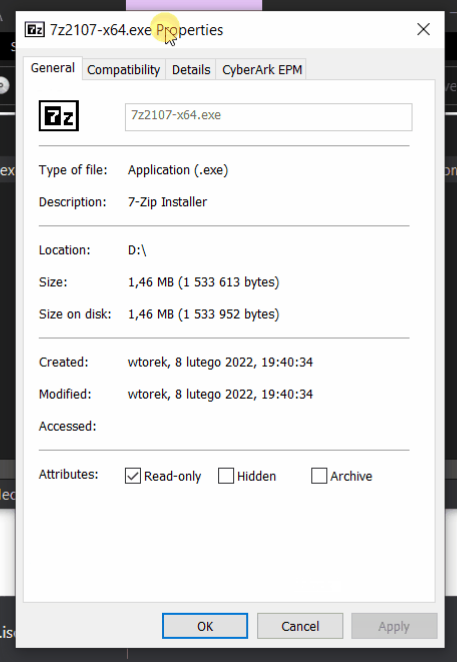 7z2107-x64.exe Properties
General Compatibility Details CyberArk EPM
7z 7z2107-x64.exe
Type of file: Application (.exe)
Description: 7-Zip Installer
Location: D:\
Size: 1,46 MB (1 533 613 bytes)
Size on disk: 1,46 MB (1 533 952 bytes)
Created: wtorek, 8 lutego 2022, 19:40:34
Modified: wtorek, 8 lutego 2022, 19:40:34
Accessed:
Attributes: Read-only Hidden Archive
OK Cancel Apply